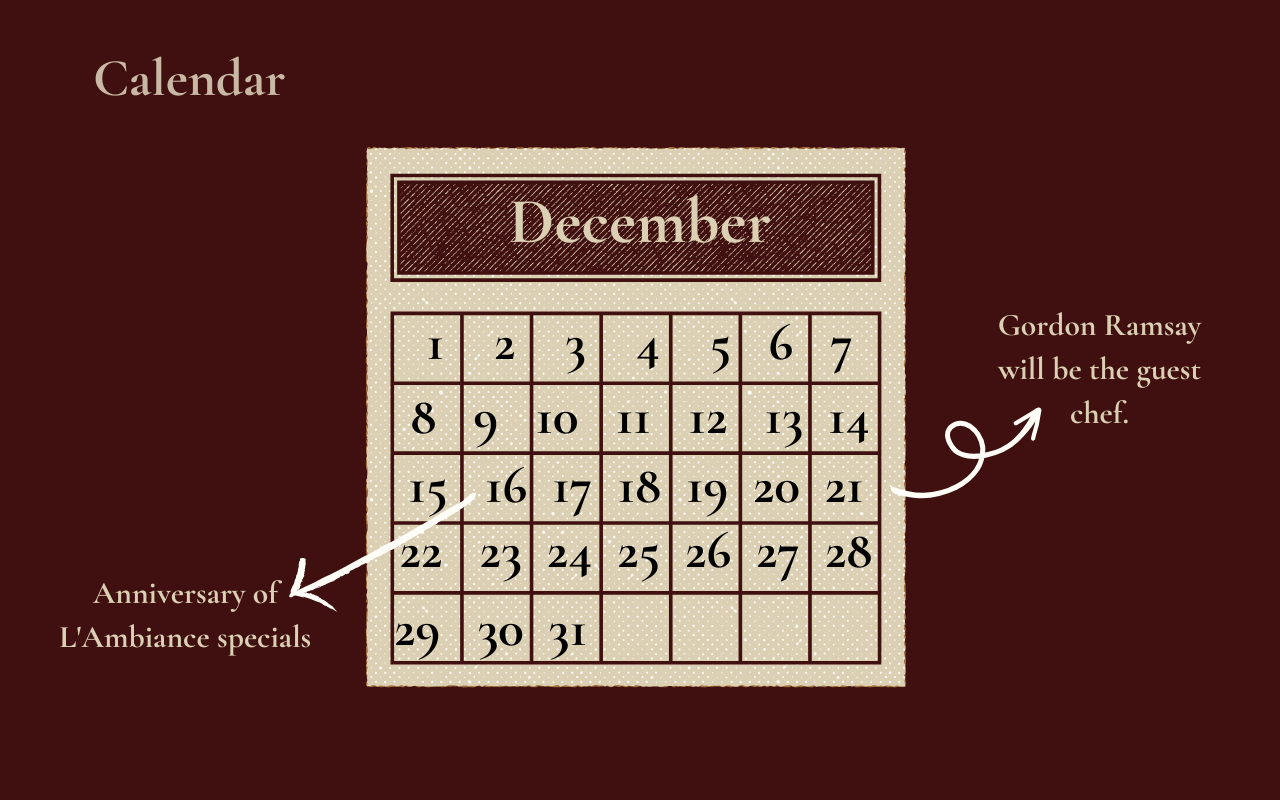 Calendar
December
1 2 3 4 5 6 7
8 9 10 11 12 13 14
15 16 17 18 19 20 21
22 23 24 25 26 27 28
29 30 31
Gordon Ramsay
will be the guest
chef.
Anniversary of
L'Ambiance specials